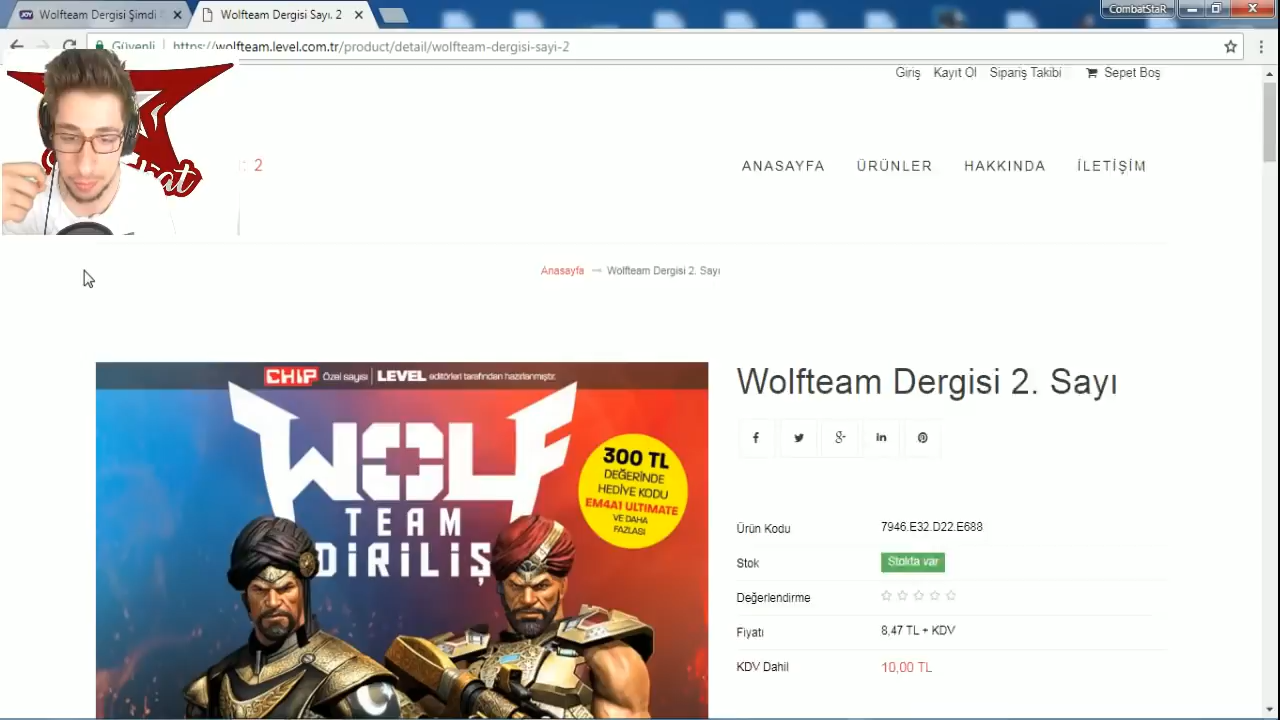 CombatStaR
Wolfteam Dergisi Şimdi
Wolfteam Dergisi Sayı. 2
Güvenli
https://wolfteam.level.com.tr/product/detail/wolfteam-dergisi-sayi-2
Giriş Kayıt Ol Sipariş Takibi Sepet Boş
2
ANASAYFA ÜRÜNLER HAKKINDA İLETİŞİM
Anasayfa Wolfteam Dergisi 2. Sayı
CHIP Özel sayısı | LEVEL editörleri tarafından hazırlanmıştır.
WOLF
TEAM
DİRİLİŞ
300 TL
DEĞERİNDE
HEDİYE KODU
EM4A1 ULTIMATE
VE DAHA
FAZLASI
Wolfteam Dergisi 2. Sayı
Ürün Kodu 7946.E32.D22.E688
Stok Stokta var
Değerlendirme
Fiyatı 8,47 TL + KDV
KDV Dahil 10,00 TL